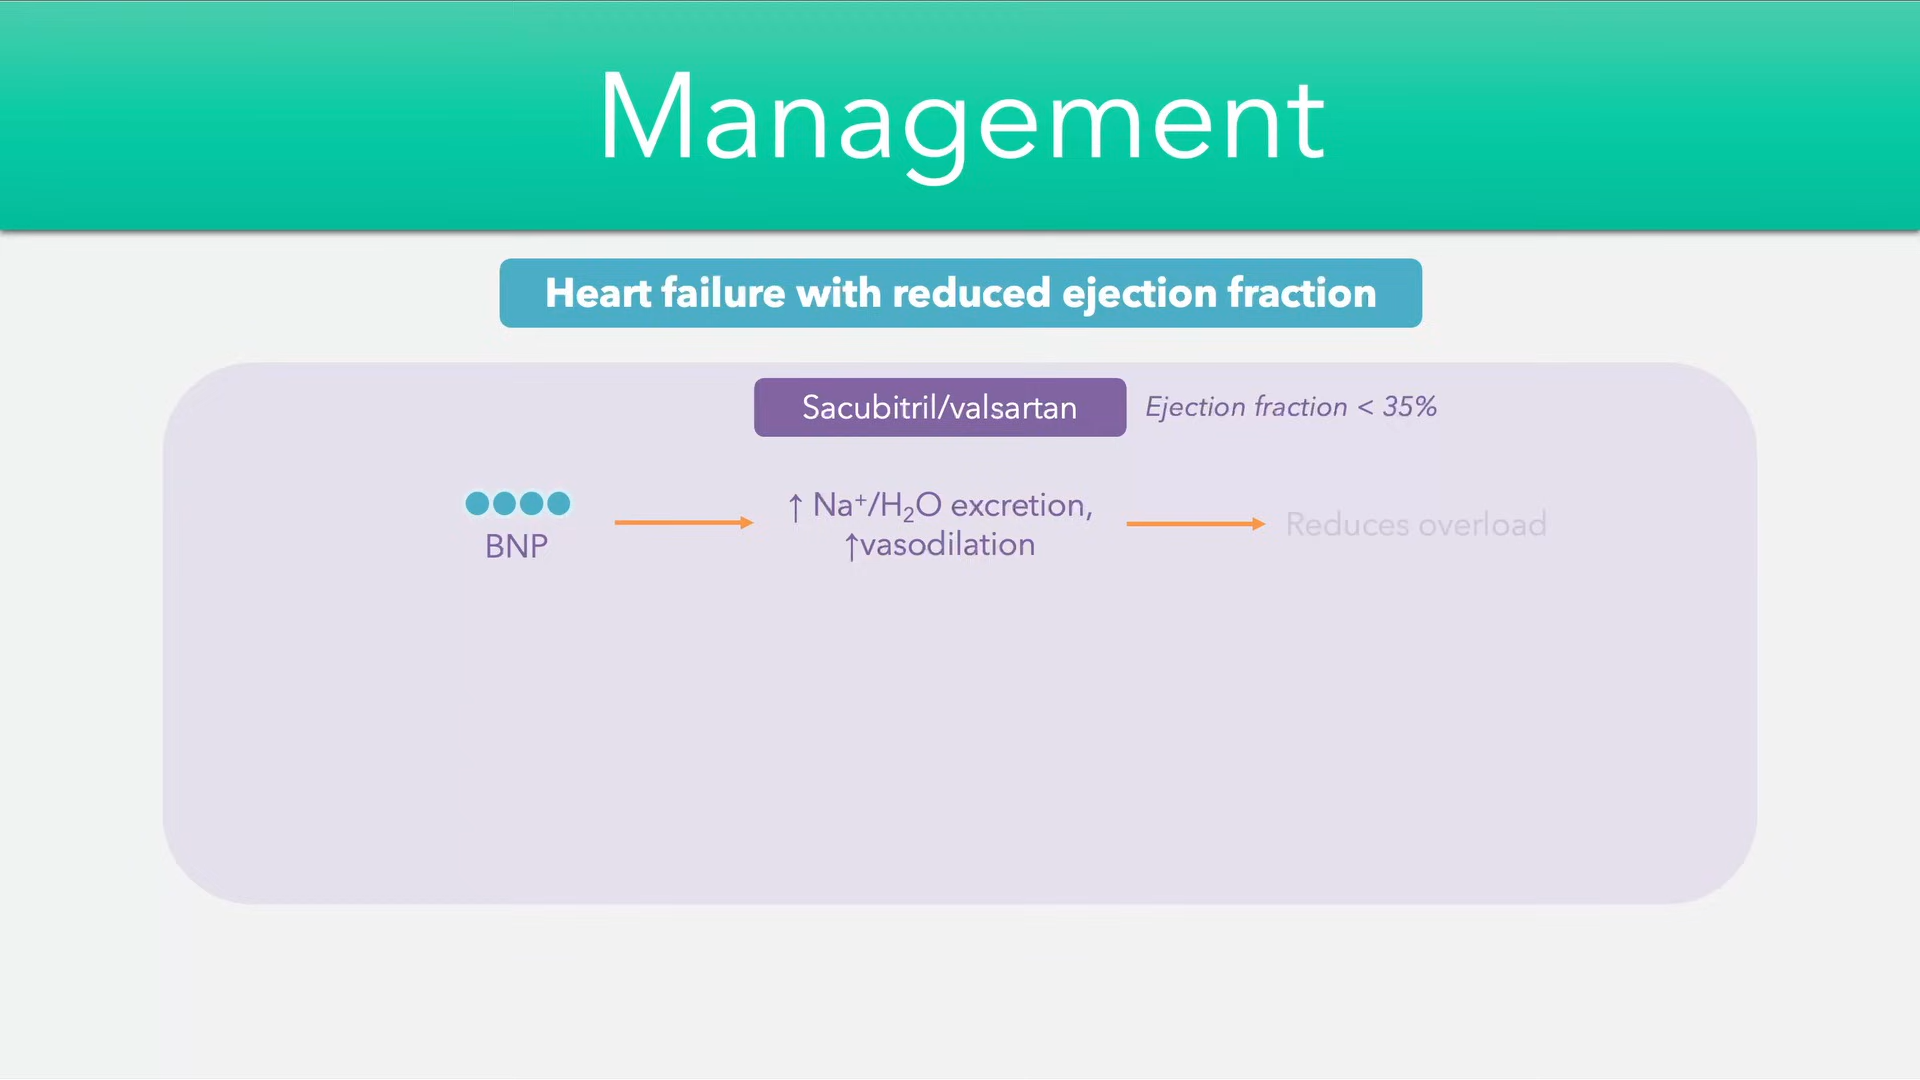 Management
Heart failure with reduced ejection fraction
Sacubitril/valsartan
Ejection fraction < 35%
BNP
↑ Na⁺/H₂O excretion,
↑vasodilation
Reduces overload